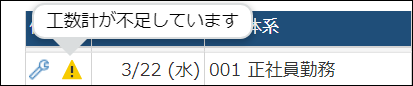 工数計が不足しています
体系
3/22 (水) 001 正社員勤務